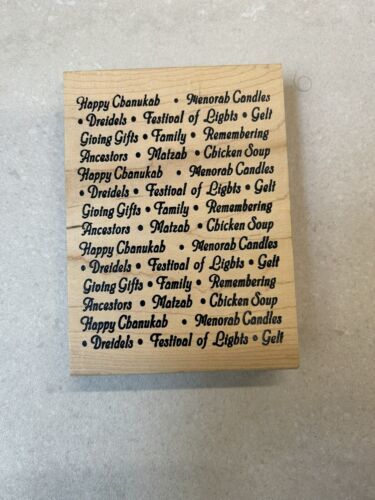 Happy Chanukah • Menorah Candles
• Dreidels • Festival of Lights • Gelt
Giving Gifts • Family • Remembering
Ancestors • Matzah • Chicken Soup
Happy Chanukah • Menorah Candles
• Dreidels • Festival of Lights • Gelt
Giving Gifts • Family • Remembering
Ancestors • Matzah • Chicken Soup
Happy Chanukah • Menorah Candles
• Dreidels • Festival of Lights • Gelt
Giving Gifts • Family • Remembering
Ancestors • Matzah • Chicken Soup
Happy Chanukah • Menorah Candles
• Dreidels • Festival of Lights • Gelt